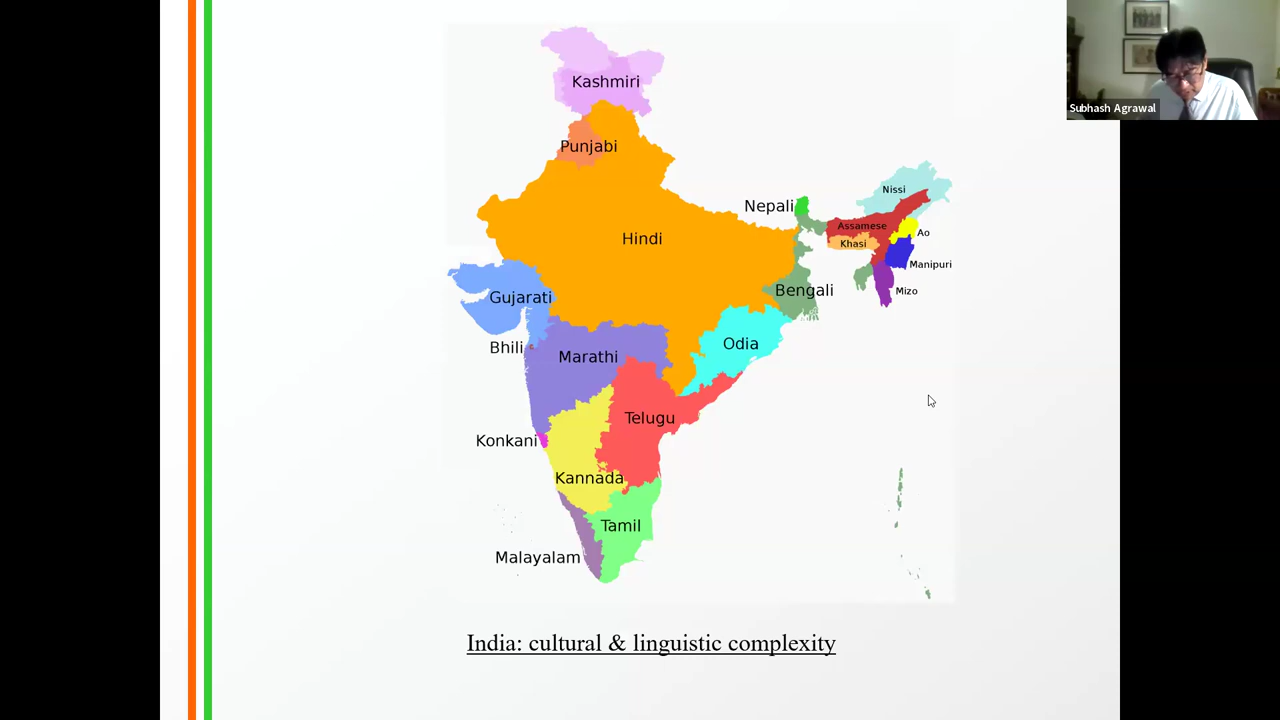 Subhash Agrawal
Kashmiri
Punjabi
Nissi
Nepali
Assamese
Ao
Hindi
Khasi
Manipuri
Bengali
Mizo
Gujarati
Odia
Bhili
Marathi
Telugu
Konkani
Kannada
Tamil
Malayalam
India: cultural & linguistic complexity